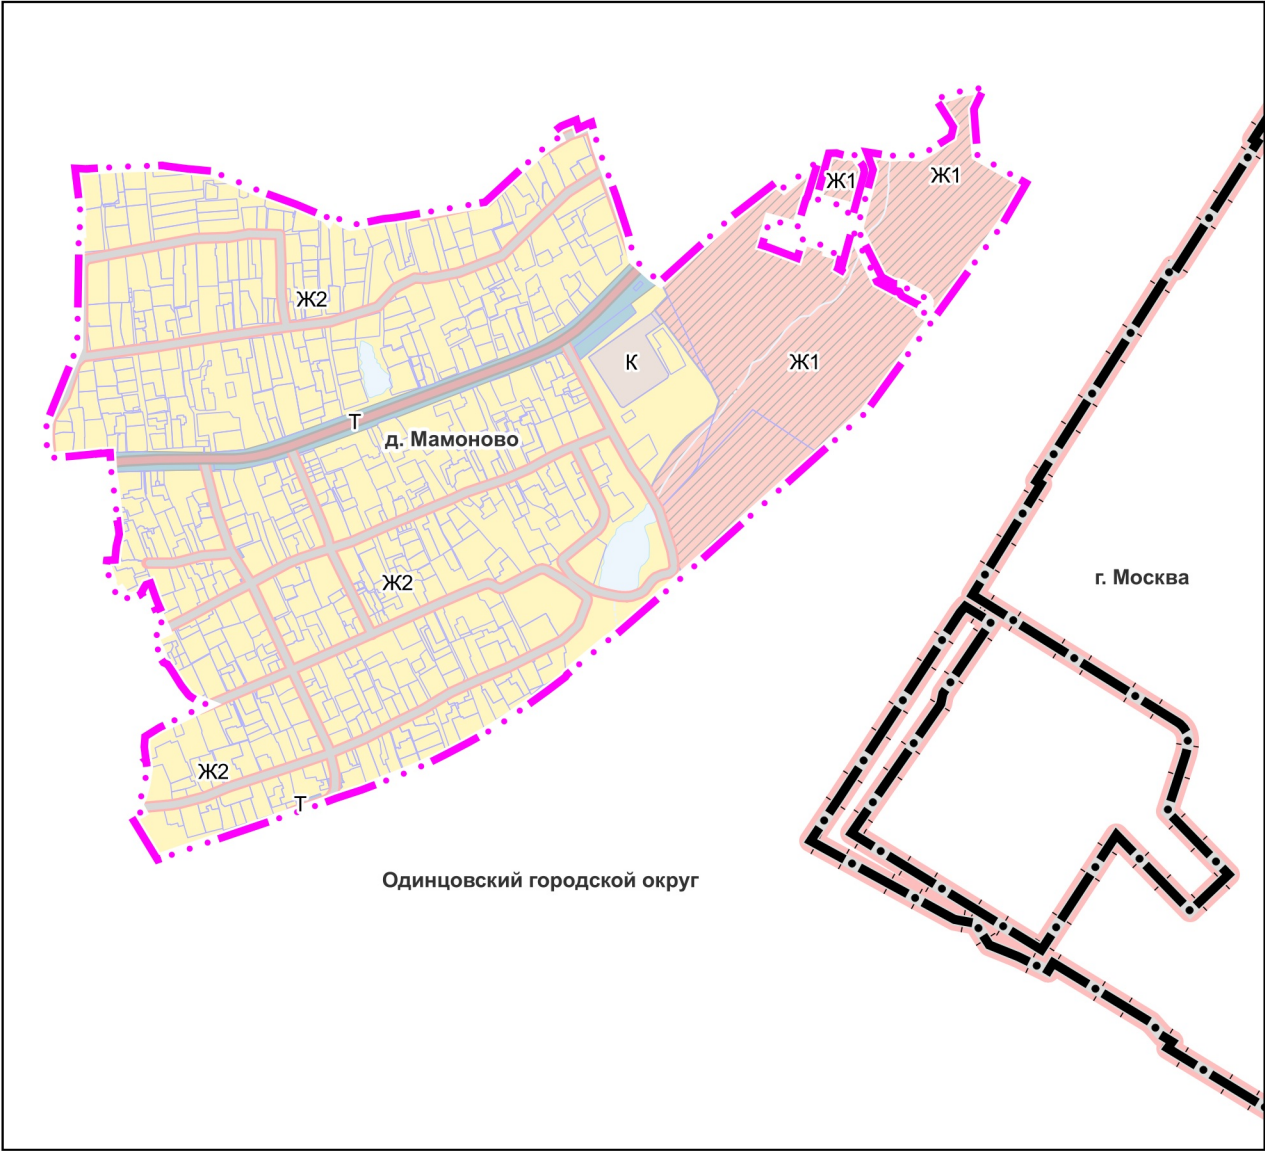 Ж1
Ж1
Ж2
К
Ж1
Т
д. Мамоново
г. Москва
Ж2
Ж2
Т
Одинцовский городской округ